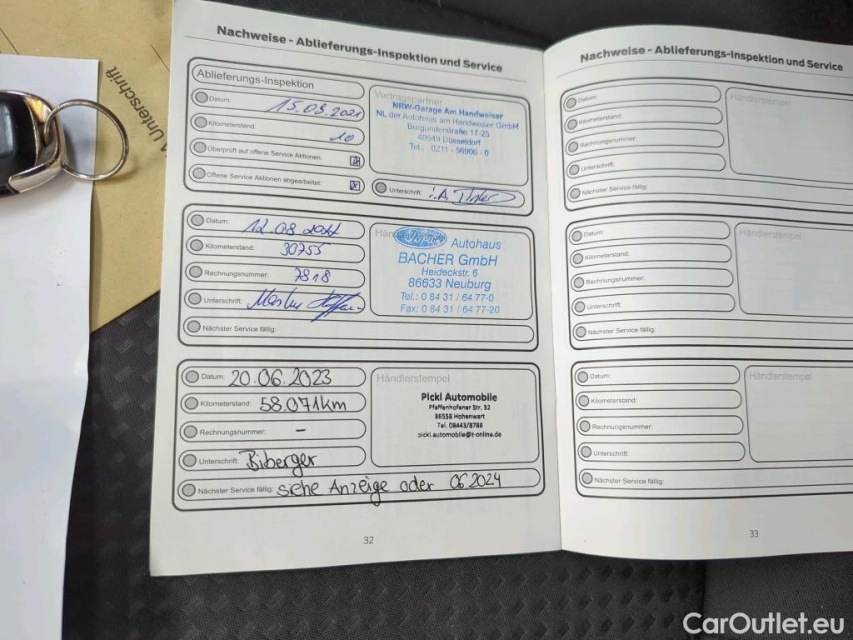 Unterschrift
Nachweise - Ablieferungs-Inspektion und Service
Ablieferungs-Inspektion
Datum: 15.09.2021
Kilometerstand: 10
Überprüft auf offene Service Aktionen: X
Offene Service Aktionen abgearbeitet: X
Vertragspartner
NRW-Garage Am Handweiser
NL der Autohaus am Handweiser GmbH
Burgunderstraße 17-25
40549 Düsseldorf
Tel.: 0211 - 56906 - 0
Unterschrift: i.A.
Datum: 12.08
Kilometerstand: 30755
Rechnungsnummer: 7818
Unterschrift:
Nächster Service fällig:
Ford Autohaus
BACHER GmbH
Heideckstr. 6
86633 Neuburg
Tel.: 0 84 31 / 64 77-0
Fax: 0 84 31 / 64 77-20
Datum: 20.06.2023
Kilometerstand: 58.071km
Rechnungsnummer: -
Unterschrift: Biberger
Nächster Service fällig: siehe Anzeige oder 06.2024
Händlerstempel
Pickl Automobile
Pfaffenhofener Str. 32
86558 Hohenwart
Tel. 08443/8788
pickl.automobile@t-online.de
32
Nachweise - Ablieferungs-Inspektion und Service
Datum:
Kilometerstand:
Rechnungsnummer:
Unterschrift:
Nächster Service fällig:
Händlerstempel
Datum:
Kilometerstand:
Rechnungsnummer:
Unterschrift:
Nächster Service fällig:
Händlerstempel
Datum:
Kilometerstand:
Rechnungsnummer:
Unterschrift:
Nächster Service fällig:
Händlerstempel
33
CarOutlet.eu